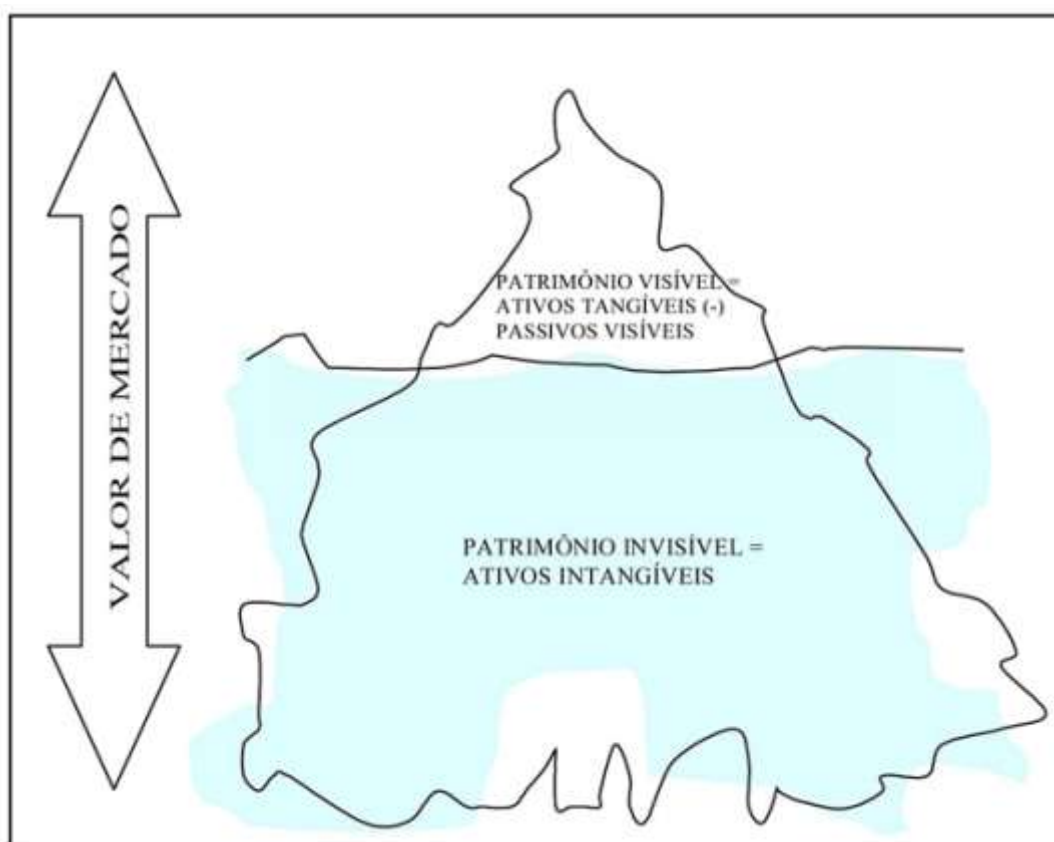 VALOR DE MERCADO
PATRIMÔNIO VISÍVEL =
ATIVOS TANGÍVEIS (-)
PASSIVOS VISÍVEIS
PATRIMÔNIO INVISÍVEL =
ATIVOS INTANGÍVEIS